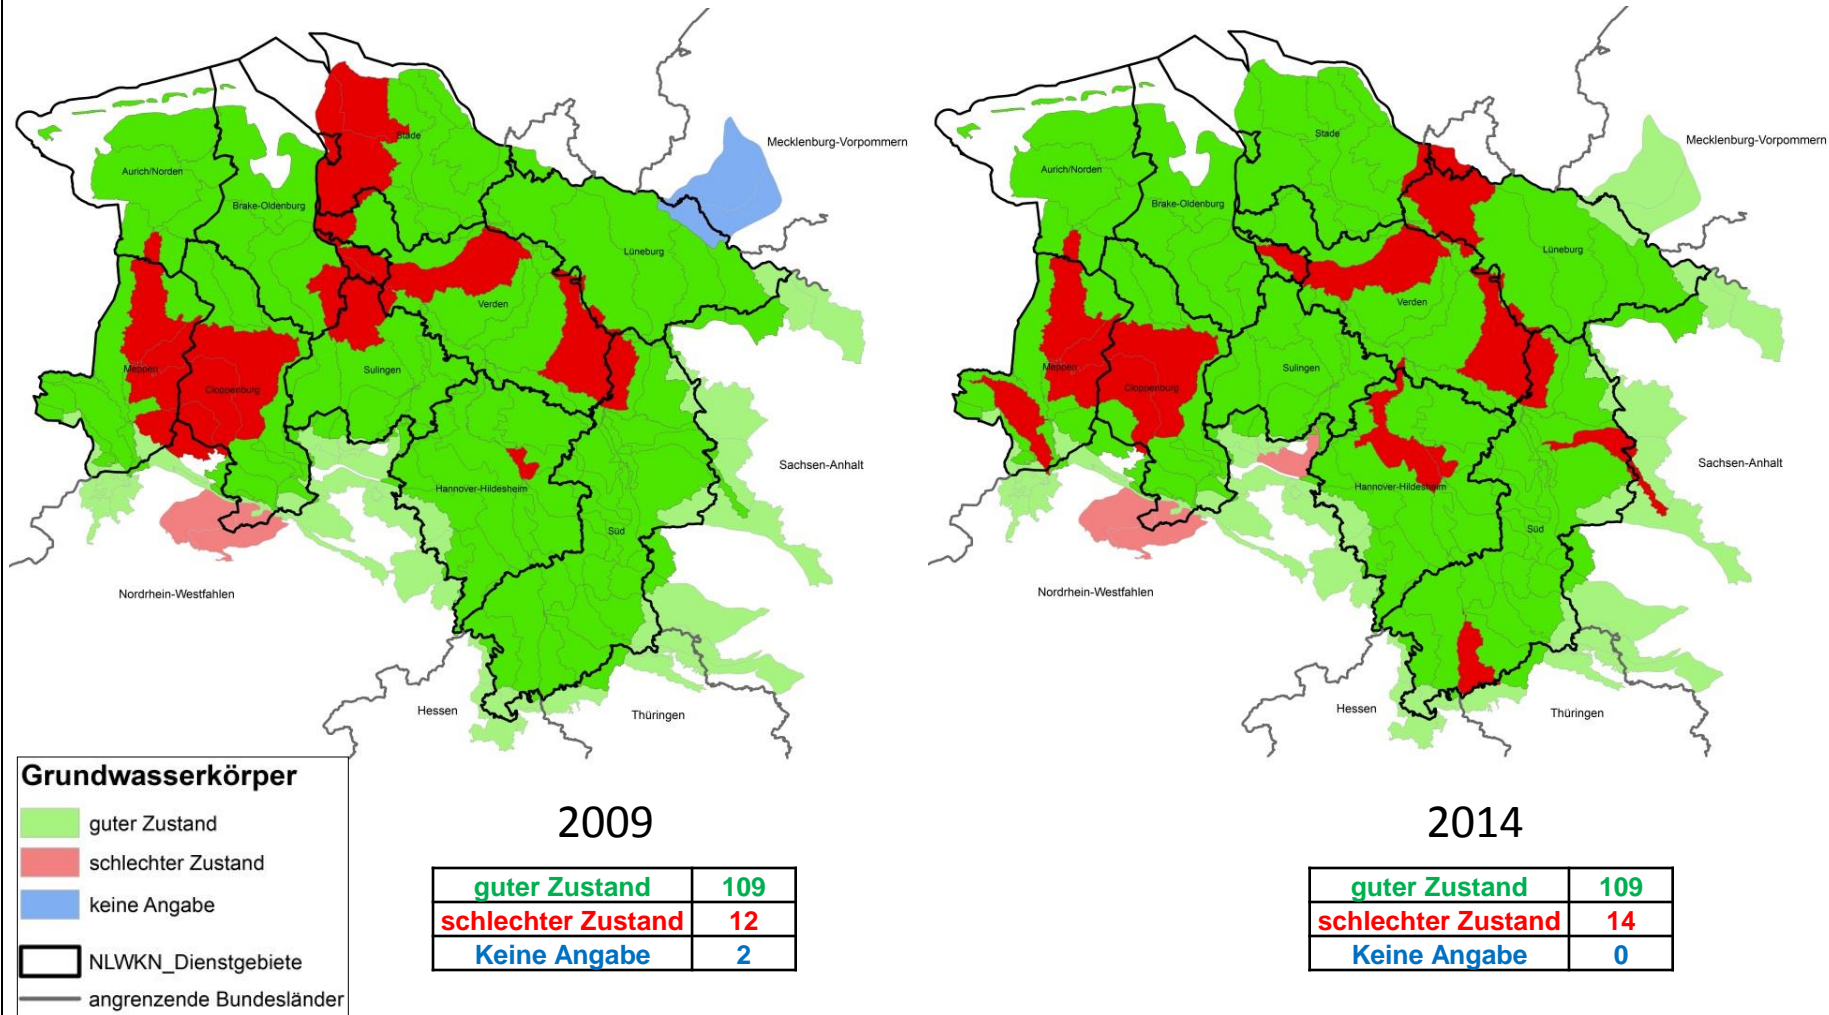 Mecklenburg-Vorpommern
Stade
Aurich/Norden
Brake-Oldenburg
Lüneburg
Verden
Meppen
Cloppenburg
Sulingen
Sachsen-Anhalt
Hannover-Hildesheim
Süd
Nordrhein-Westfahlen
Hessen
Thüringen
Mecklenburg-Vorpommern
Stade
Aurich/Norden
Brake-Oldenburg
Lüneburg
Verden
Meppen
Cloppenburg
Sulingen
Sachsen-Anhalt
Hannover-Hildesheim
Süd
Nordrhein-Westfahlen
Hessen
Thüringen
Grundwasserkörper
guter Zustand
schlechter Zustand
keine Angabe
NLWKN_Dienstgebiete
angrenzende Bundesländer
2009
guter Zustand 109
schlechter Zustand 12
Keine Angabe 2
2014
guter Zustand 109
schlechter Zustand 14
Keine Angabe 0